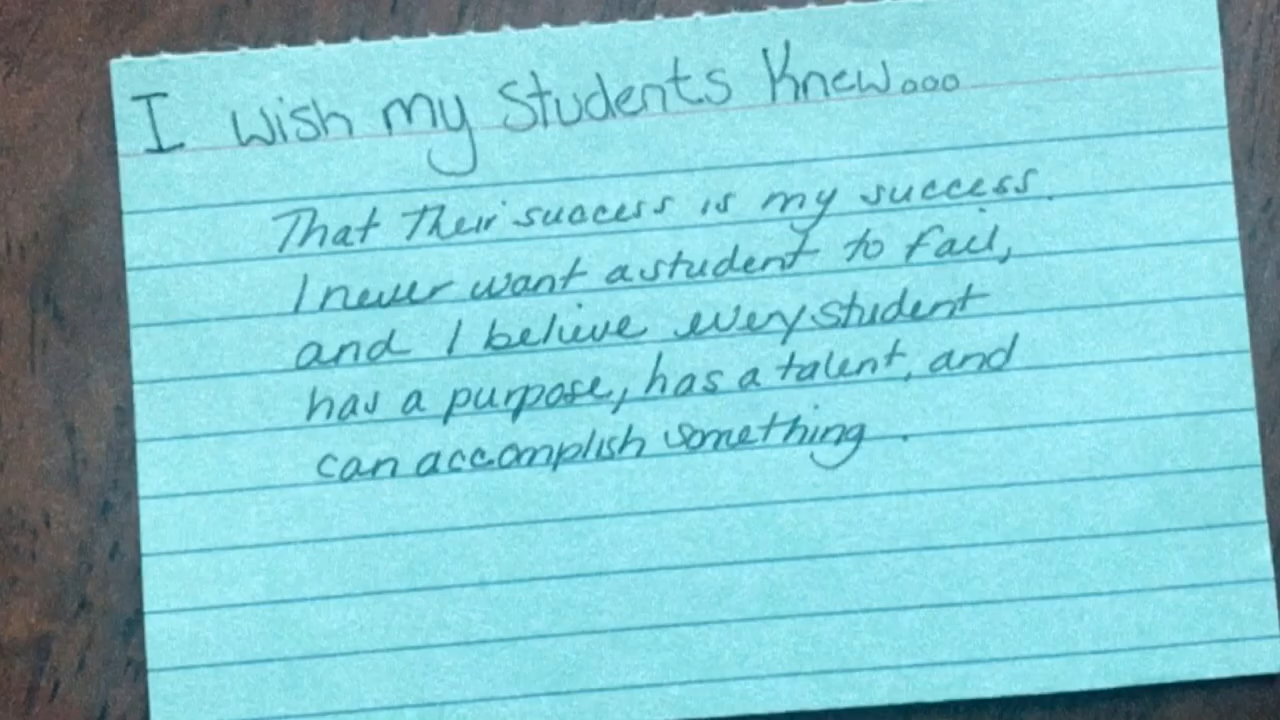 I wish my students knew...
That their success is my success.
I never want a student to fail,
and I believe every student
has a purpose, has a talent, and
can accomplish something.